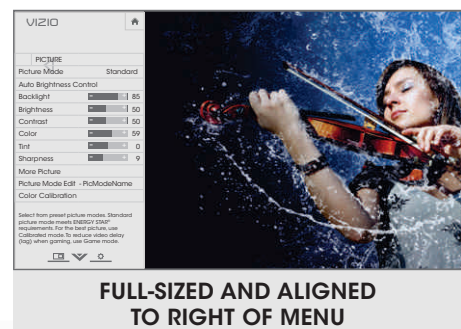 VIZIO
PICTURE
Picture Mode Standard
Auto Brightness Control
Backlight 85
Brightness 50
Contrast 50
Color 59
Tint 0
Sharpness 9
More Picture
Picture Mode Edit - PicModeName
Color Calibration
Select from preset picture modes. Standard
picture mode meets ENERGY STAR®
requirements. For the best picture, use
Calibrated mode. To reduce video delay
(lag) when gaming, use Game mode.
FULL-SIZED AND ALIGNED
TO RIGHT OF MENU